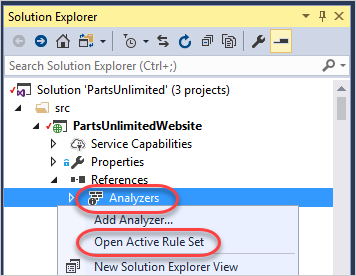 Solution Explorer
Search Solution Explorer (Ctrl+;)
Solution 'PartsUnlimited' (3 projects)
src
PartsUnlimitedWebsite
Service Capabilities
Properties
References
Analyzers
Add Analyzer...
Open Active Rule Set
New Solution Explorer View